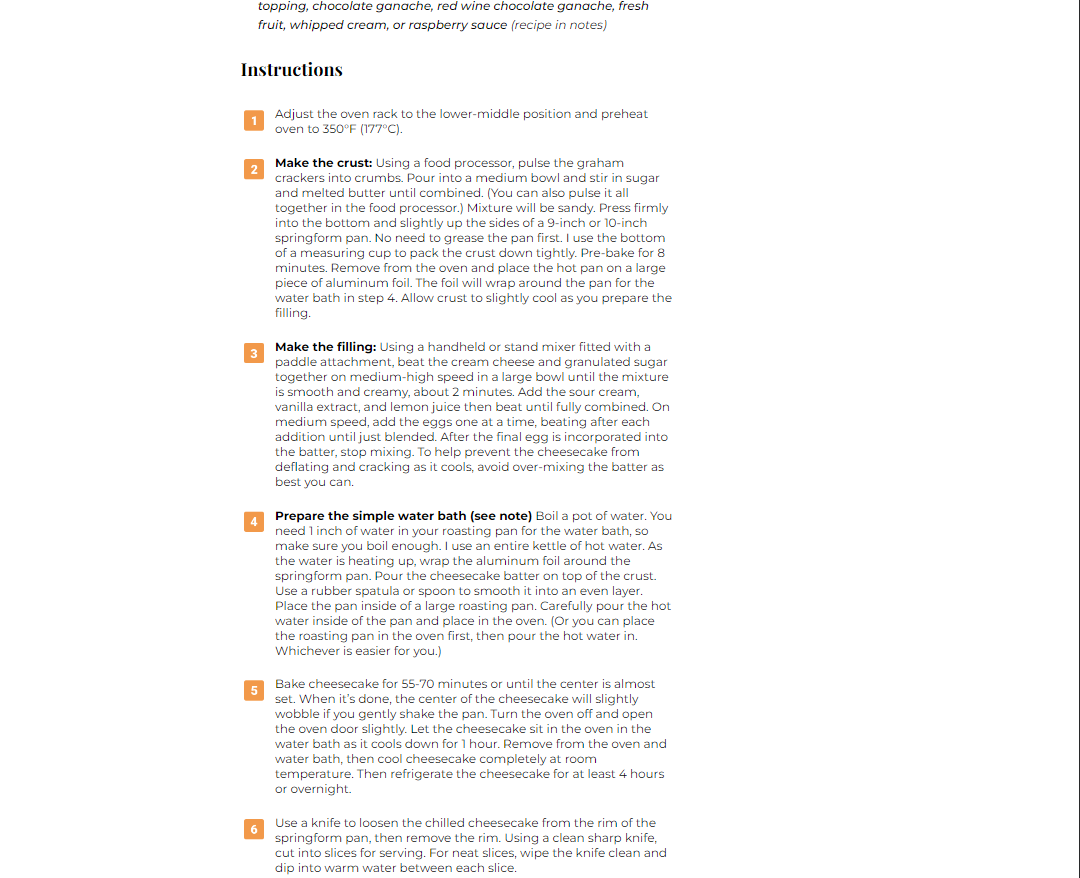 topping, chocolate ganache, red wine chocolate ganache, fresh
fruit, whipped cream, or raspberry sauce (recipe in notes)
Instructions
1 Adjust the oven rack to the lower-middle position and preheat
oven to 350°F (177°C).
2 Make the crust: Using a food processor, pulse the graham
crackers into crumbs. Pour into a medium bowl and stir in sugar
and melted butter until combined. (You can also pulse it all
together in the food processor.) Mixture will be sandy. Press firmly
into the bottom and slightly up the sides of a 9-inch or 10-inch
springform pan. No need to grease the pan first. I use the bottom
of a measuring cup to pack the crust down tightly. Pre-bake for 8
minutes. Remove from the oven and place the hot pan on a large
piece of aluminum foil. The foil will wrap around the pan for the
water bath in step 4. Allow crust to slightly cool as you prepare the
filling.
3 Make the filling: Using a handheld or stand mixer fitted with a
paddle attachment, beat the cream cheese and granulated sugar
together on medium-high speed in a large bowl until the mixture
is smooth and creamy, about 2 minutes. Add the sour cream,
vanilla extract, and lemon juice then beat until fully combined. On
medium speed, add the eggs one at a time, beating after each
addition until just blended. After the final egg is incorporated into
the batter, stop mixing. To help prevent the cheesecake from
deflating and cracking as it cools, avoid over-mixing the batter as
best you can.
4 Prepare the simple water bath (see note) Boil a pot of water. You
need 1 inch of water in your roasting pan for the water bath, so
make sure you boil enough. I use an entire kettle of hot water. As
the water is heating up, wrap the aluminum foil around the
springform pan. Pour the cheesecake batter on top of the crust.
Use a rubber spatula or spoon to smooth it into an even layer.
Place the pan inside of a large roasting pan. Carefully pour the hot
water inside of the pan and place in the oven. (Or you can place
the roasting pan in the oven first, then pour the hot water in.
Whichever is easier for you.)
5 Bake cheesecake for 55-70 minutes or until the center is almost
set. When it's done, the center of the cheesecake will slightly
wobble if you gently shake the pan. Turn the oven off and open
the oven door slightly. Let the cheesecake sit in the oven in the
water bath as it cools down for 1 hour. Remove from the oven and
water bath, then cool cheesecake completely at room
temperature. Then refrigerate the cheesecake for at least 4 hours
or overnight.
6 Use a knife to loosen the chilled cheesecake from the rim of the
springform pan, then remove the rim. Using a clean sharp knife,
cut into slices for serving. For neat slices, wipe the knife clean and
dip into warm water between each slice.